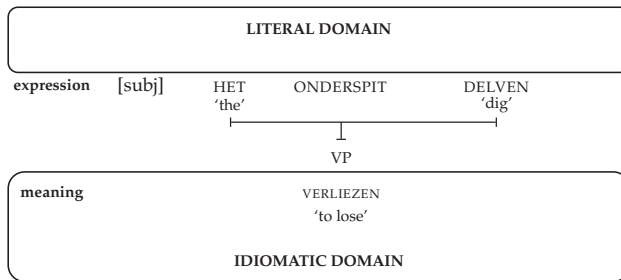 LITERAL DOMAIN
expression [subj] HET ONDERSPIT DELVEN
‘the’ ‘dig’
VP
meaning VERLIEZEN
‘to lose’
IDIOMATIC DOMAIN